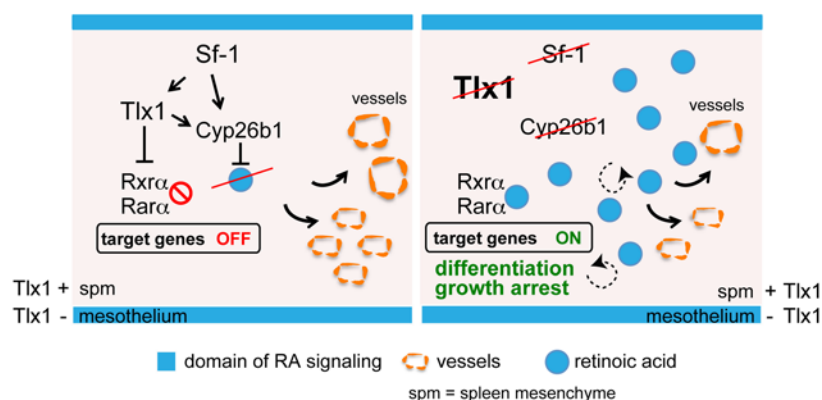 Sf-1
Tlx1
Cyp26b1
vessels
Rxrα
Rarα
target genes OFF
Tlx1 + spm
Tlx1 - mesothelium
Sf-1
Tlx1
Cyp26b1
vessels
Rxrα
Rarα
target genes ON
differentiation
growth arrest
spm + Tlx1
mesothelium - Tlx1
domain of RA signaling vessels retinoic acid
spm = spleen mesenchyme